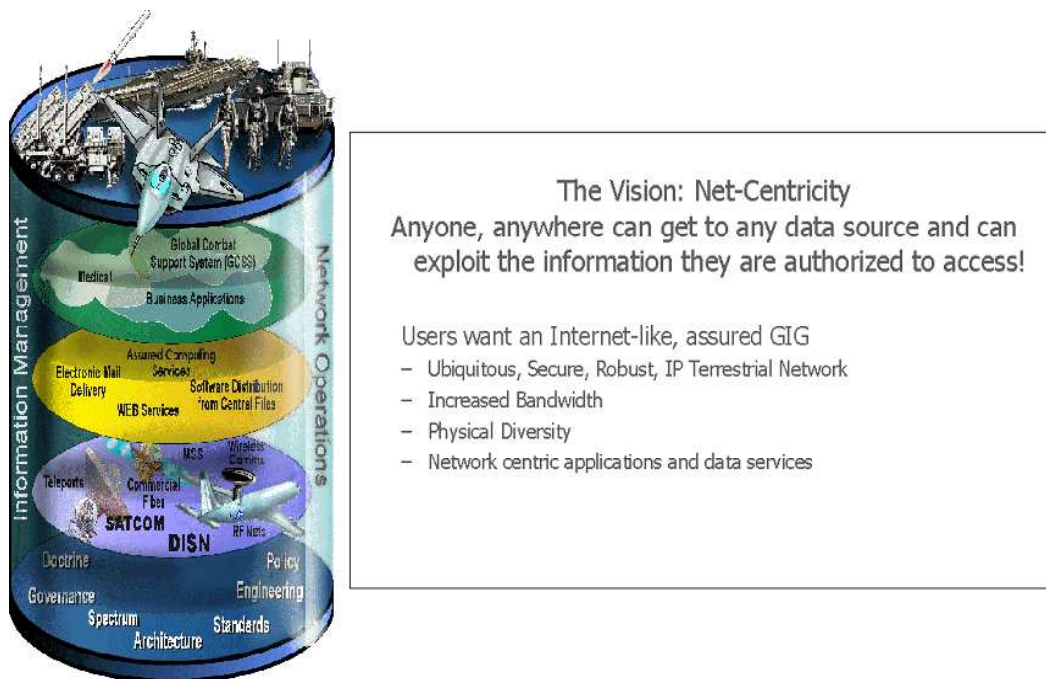 Information Management
Network Operations
Global Combat
Support System (GCSS)
Medical
Business Applications
Assured Computing
Services
Electronic Mail
Delivery
Software Distribution
from Central Files
WEB Services
MSS
Wireless
Comms
Teleports
Commercial
Fiber
SATCOM
RF Nets
DISN
Doctrine
Policy
Governance
Engineering
Spectrum
Standards
Architecture
The Vision: Net-Centricity
Anyone, anywhere can get to any data source and can
exploit the information they are authorized to access!
Users want an Internet-like, assured GIG
– Ubiquitous, Secure, Robust, IP Terrestrial Network
– Increased Bandwidth
– Physical Diversity
– Network centric applications and data services